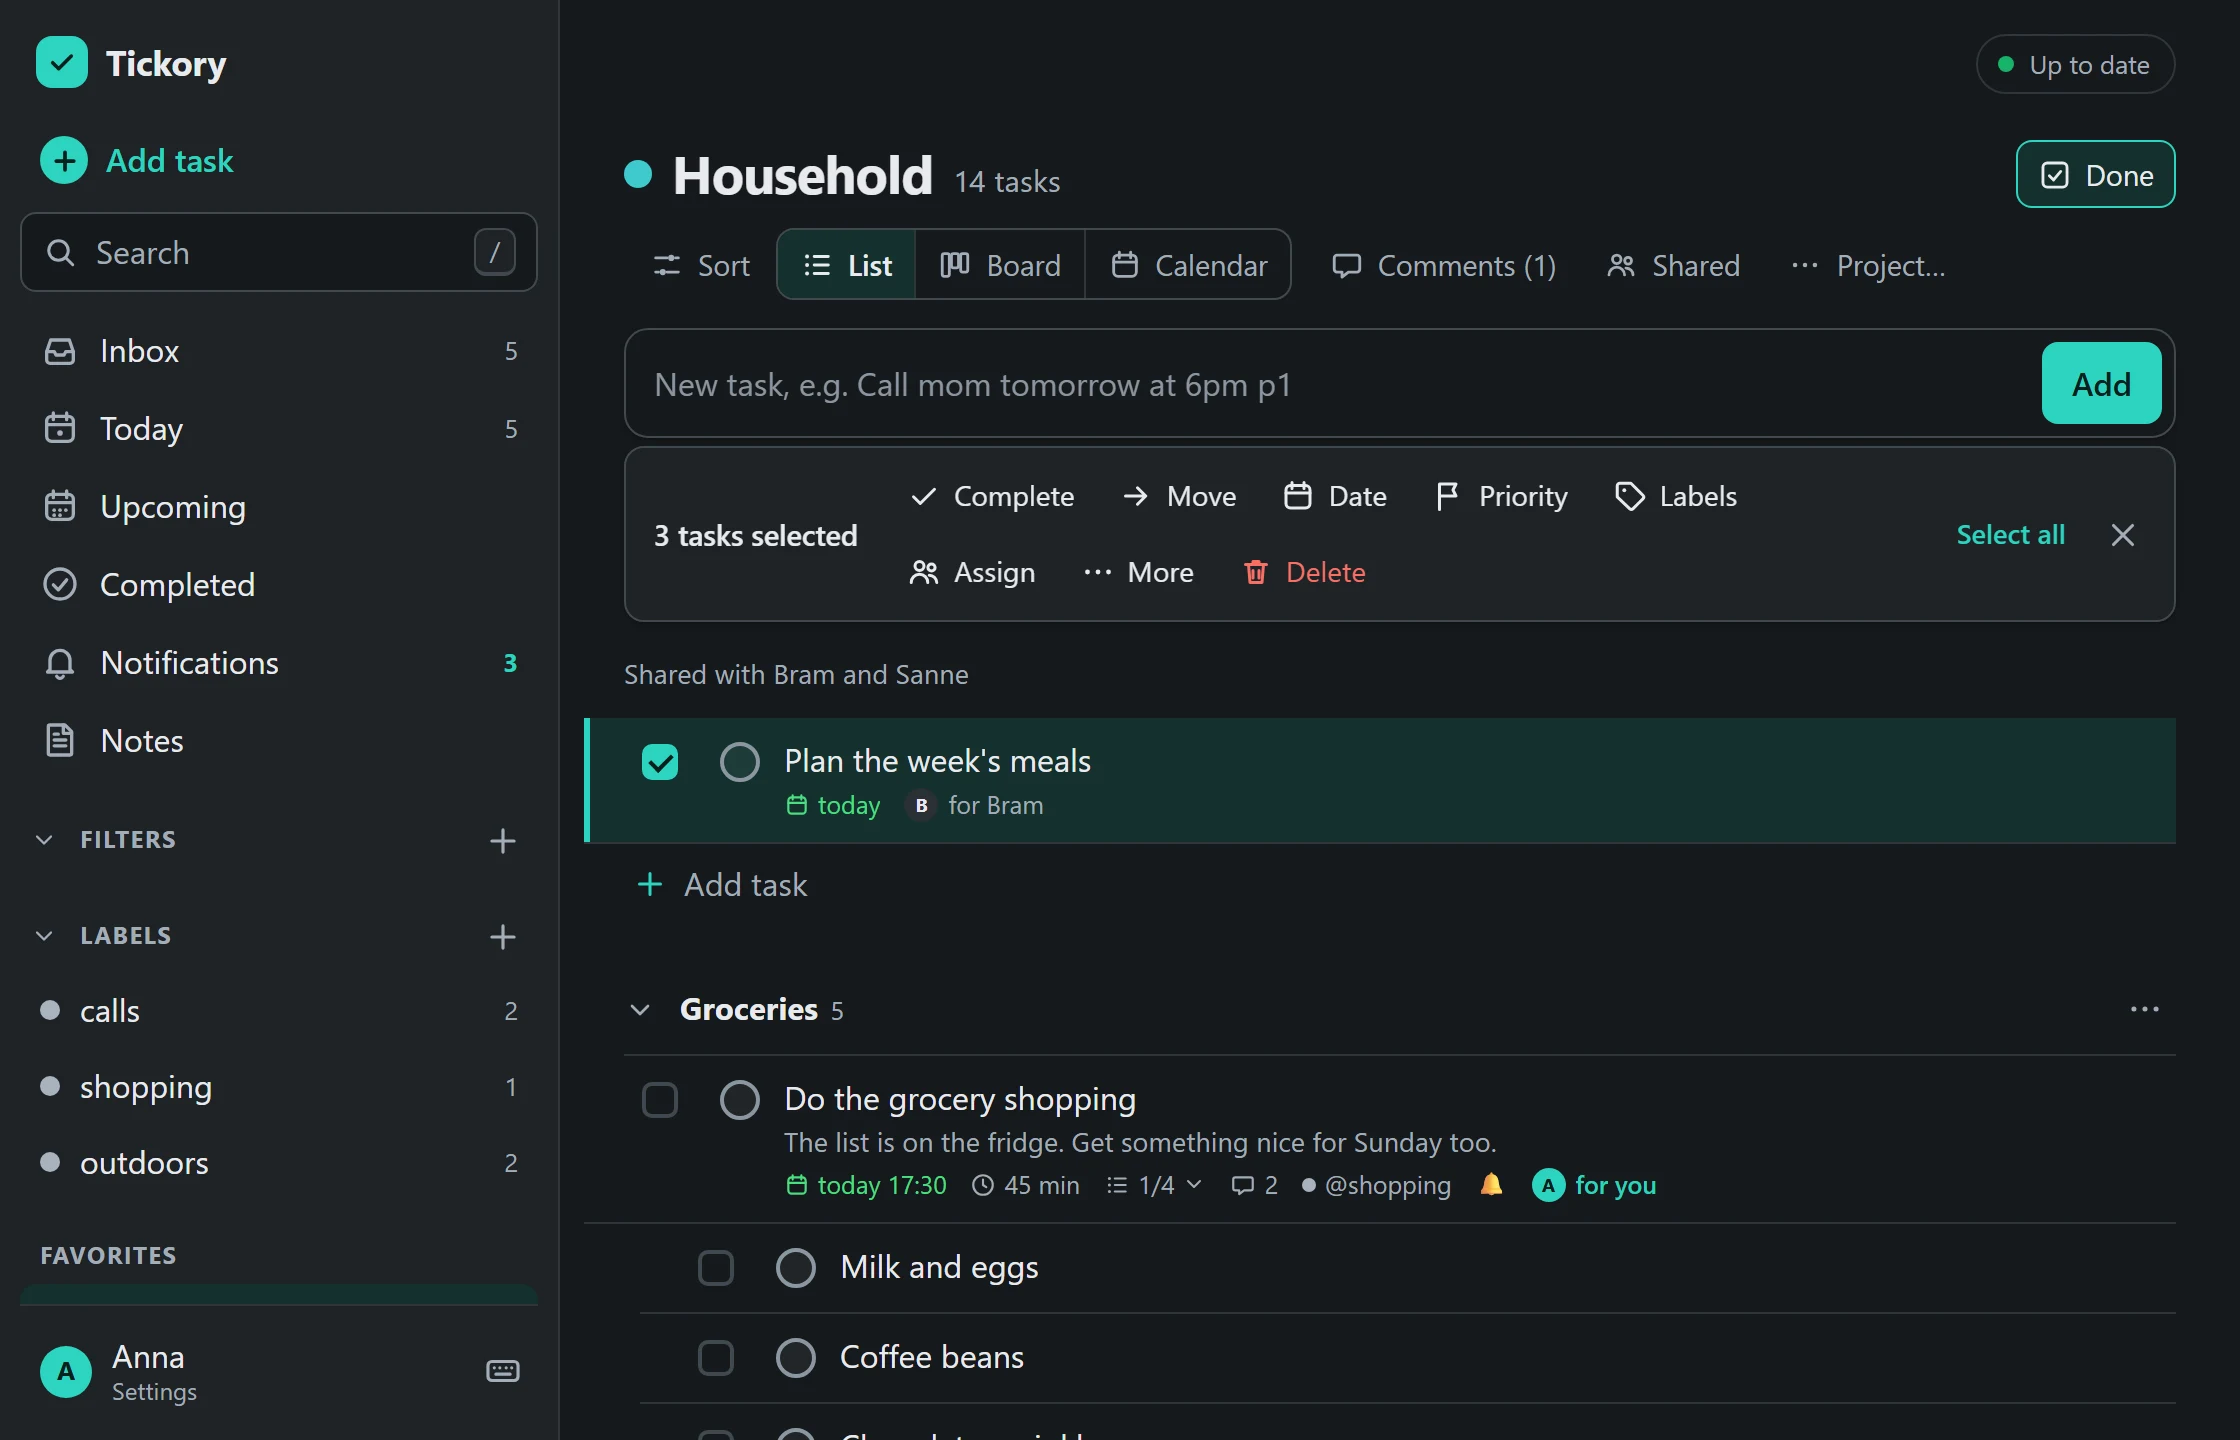 Tickory
Add task
Search /
Inbox 5
Today 5
Upcoming
Completed
Notifications 3
Notes
FILTERS
LABELS
calls 2
shopping 1
outdoors 2
FAVORITES
A Anna
Settings
Up to date
Household 14 tasks
Done
Sort List Board Calendar Comments (1) Shared Project...
New task, e.g. Call mom tomorrow at 6pm p1
Add
3 tasks selected
Complete Move Date Priority Labels
Assign More Delete
Select all
Shared with Bram and Sanne
Plan the week's meals
today B for Bram
Add task
Groceries 5
Do the grocery shopping
The list is on the fridge. Get something nice for Sunday too.
today 17:30 45 min 1/4 2 @shopping A for you
Milk and eggs
Coffee beans